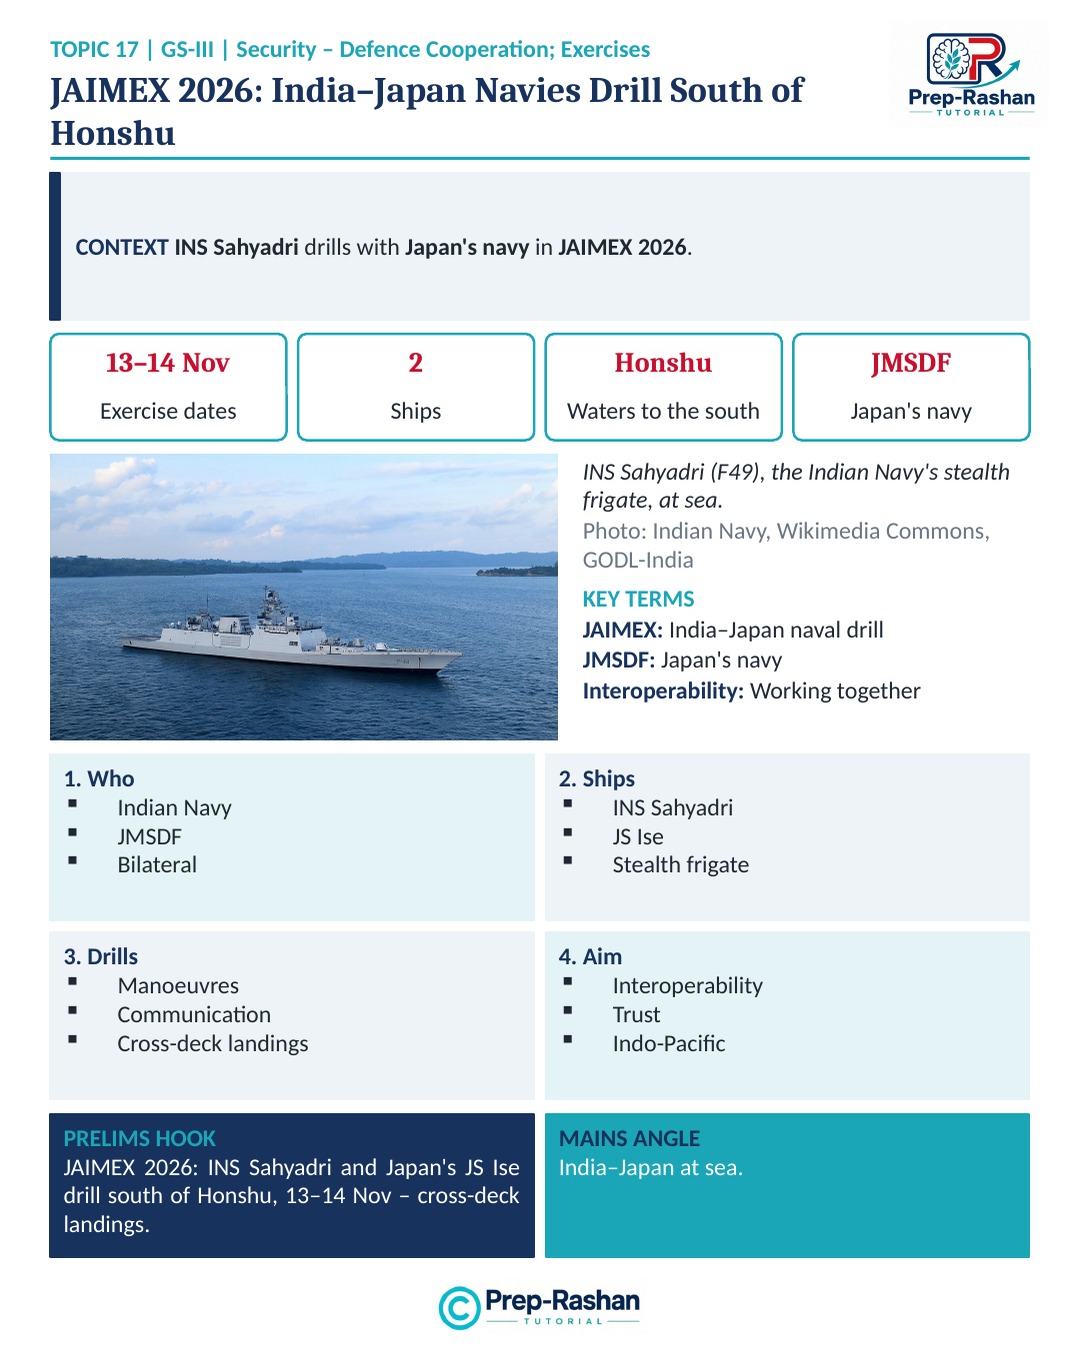 TOPIC 17 | GS-III | Security – Defence Cooperation; Exercises
JAIMEX 2026: India–Japan Navies Drill South of
Honshu
Prep-Rashan
TUTORIAL
CONTEXT INS Sahyadri drills with Japan's navy in JAIMEX 2026.
13–14 Nov
Exercise dates
2
Ships
Honshu
Waters to the south
JMSDF
Japan's navy
INS Sahyadri (F49), the Indian Navy's stealth
frigate, at sea.
Photo: Indian Navy, Wikimedia Commons,
GODL-India
KEY TERMS
JAIMEX: India–Japan naval drill
JMSDF: Japan's navy
Interoperability: Working together
1. Who
▪ Indian Navy
▪ JMSDF
▪ Bilateral
2. Ships
▪ INS Sahyadri
▪ JS Ise
▪ Stealth frigate
3. Drills
▪ Manoeuvres
▪ Communication
▪ Cross-deck landings
4. Aim
▪ Interoperability
▪ Trust
▪ Indo-Pacific
PRELIMS HOOK
JAIMEX 2026: INS Sahyadri and Japan's JS Ise
drill south of Honshu, 13–14 Nov – cross-deck
landings.
MAINS ANGLE
India–Japan at sea.
© Prep-Rashan
TUTORIAL